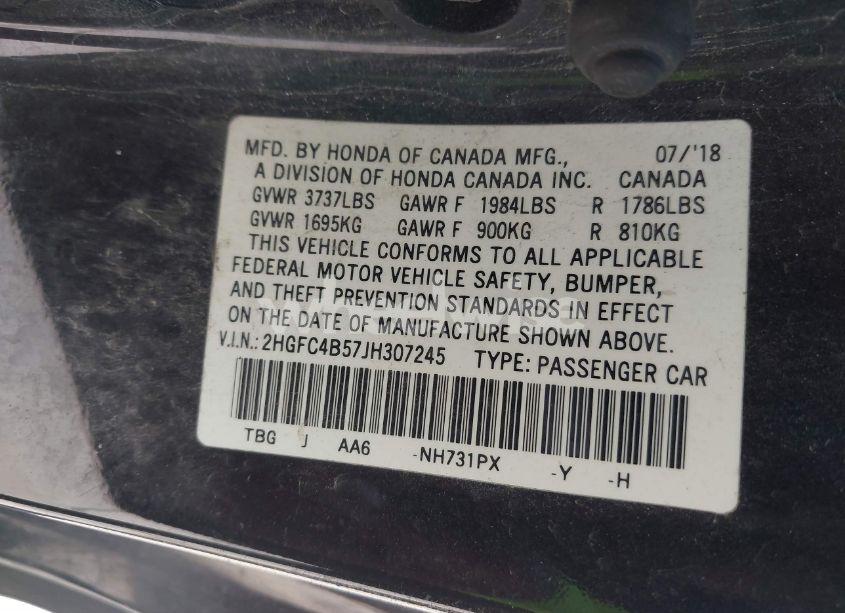 MFD. BY HONDA OF CANADA MFG., 07/'18
A DIVISION OF HONDA CANADA INC. CANADA
GVWR 3737LBS GAWR F 1984LBS R 1786LBS
GVWR 1695KG GAWR F 900KG R 810KG
THIS VEHICLE CONFORMS TO ALL APPLICABLE
FEDERAL MOTOR VEHICLE SAFETY, BUMPER,
AND THEFT PREVENTION STANDARDS IN EFFECT
ON THE DATE OF MANUFACTURE SHOWN ABOVE.
V.I.N.: 2HGFC4B57JH307245 TYPE: PASSENGER CAR
TBG J AA6 -NH731PX -Y -H